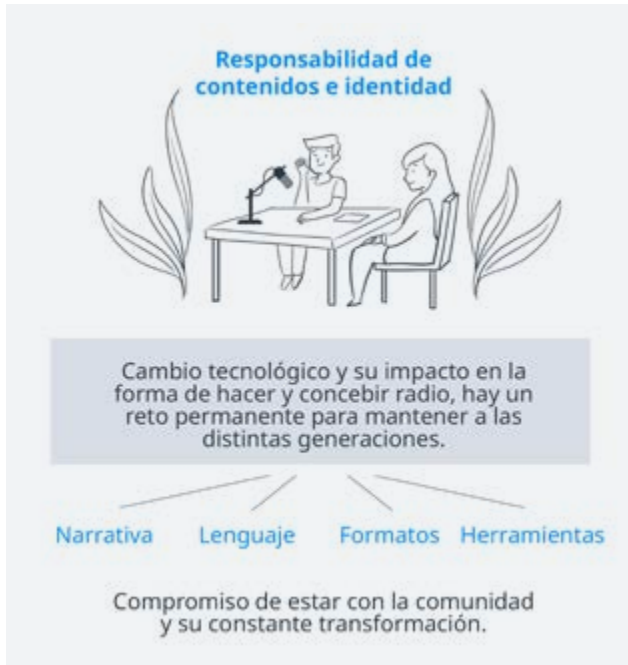 Responsabilidad de
contenidos e identidad
Cambio tecnológico y su impacto en la
forma de hacer y concebir radio, hay un
reto permanente para mantener a las
distintas generaciones.
Narrativa Lenguaje Formatos Herramientas
Compromiso de estar con la comunidad
y su constante transformación.